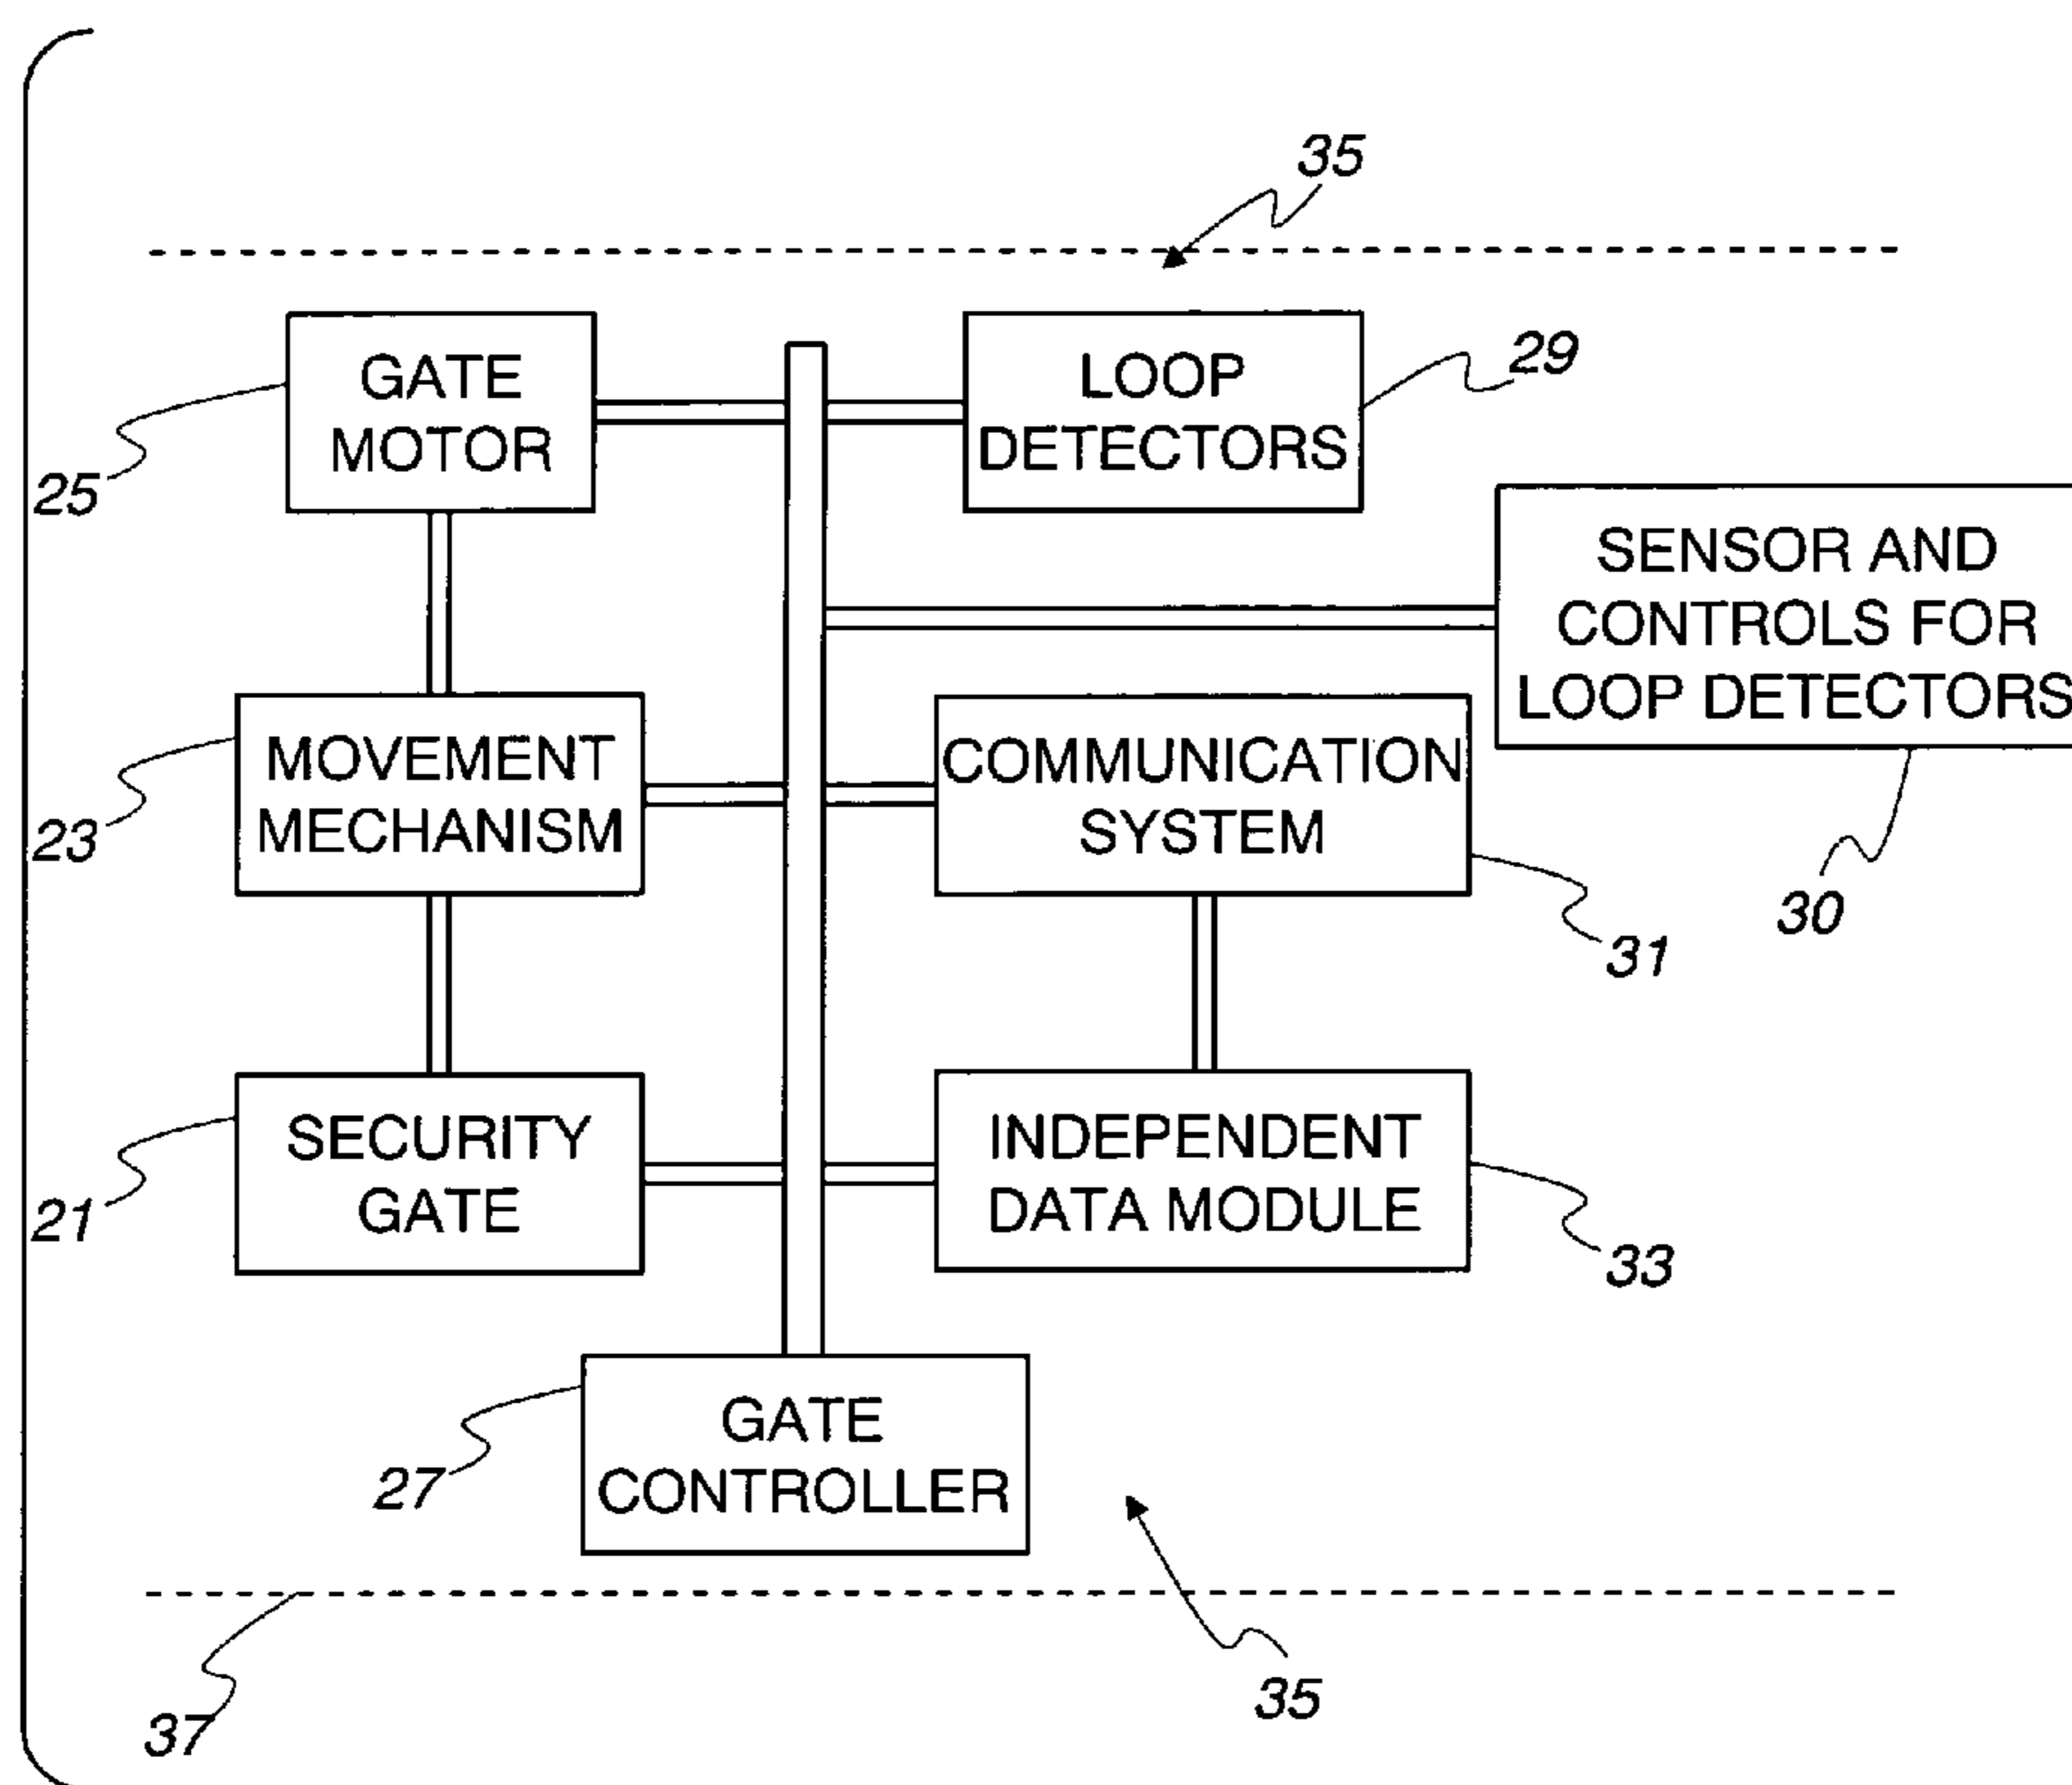 35
GATE
MOTOR
25
LOOP
DETECTORS
29
SENSOR AND
CONTROLS FOR
LOOP DETECTORS
30
MOVEMENT
MECHANISM
23
COMMUNICATION
SYSTEM
31
SECURITY
GATE
21
INDEPENDENT
DATA MODULE
33
GATE
CONTROLLER
27
35
37